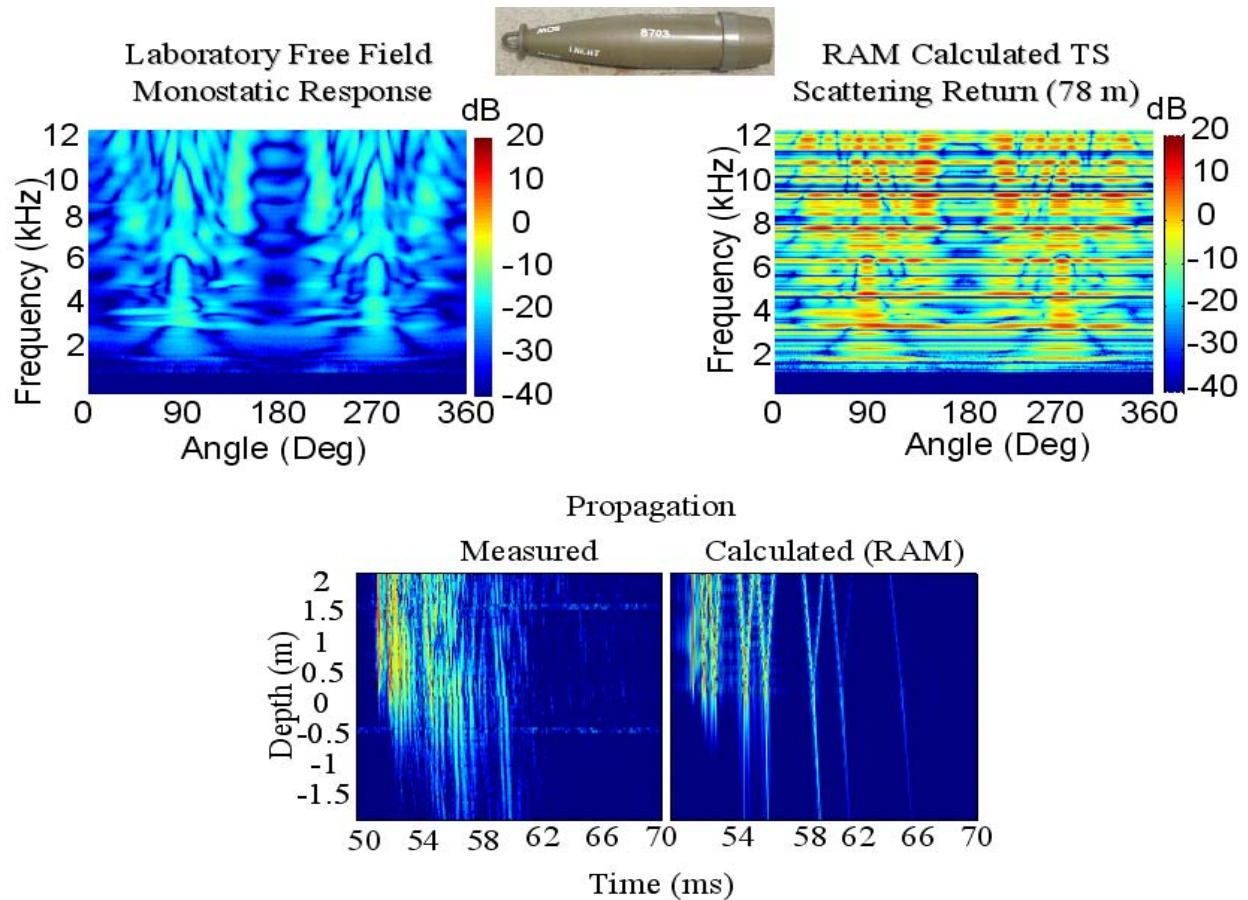 Laboratory Free Field
Monostatic Response
8703
RAM Calculated TS
Scattering Return (78 m)
dB
20
10
0
-10
-20
-30
-40
Frequency (kHz)
12
10
8
6
4
2
0 90 180 270 360
Angle (Deg)
dB
20
10
0
-10
-20
-30
-40
Frequency (kHz)
12
10
8
6
4
2
0 90 180 270 360
Angle (Deg)
Propagation
Measured
Calculated (RAM)
Depth (m)
2
1.5
1
0.5
0
-0.5
-1
-1.5
50 54 58 62 66 70
54 58 62 66 70
Time (ms)